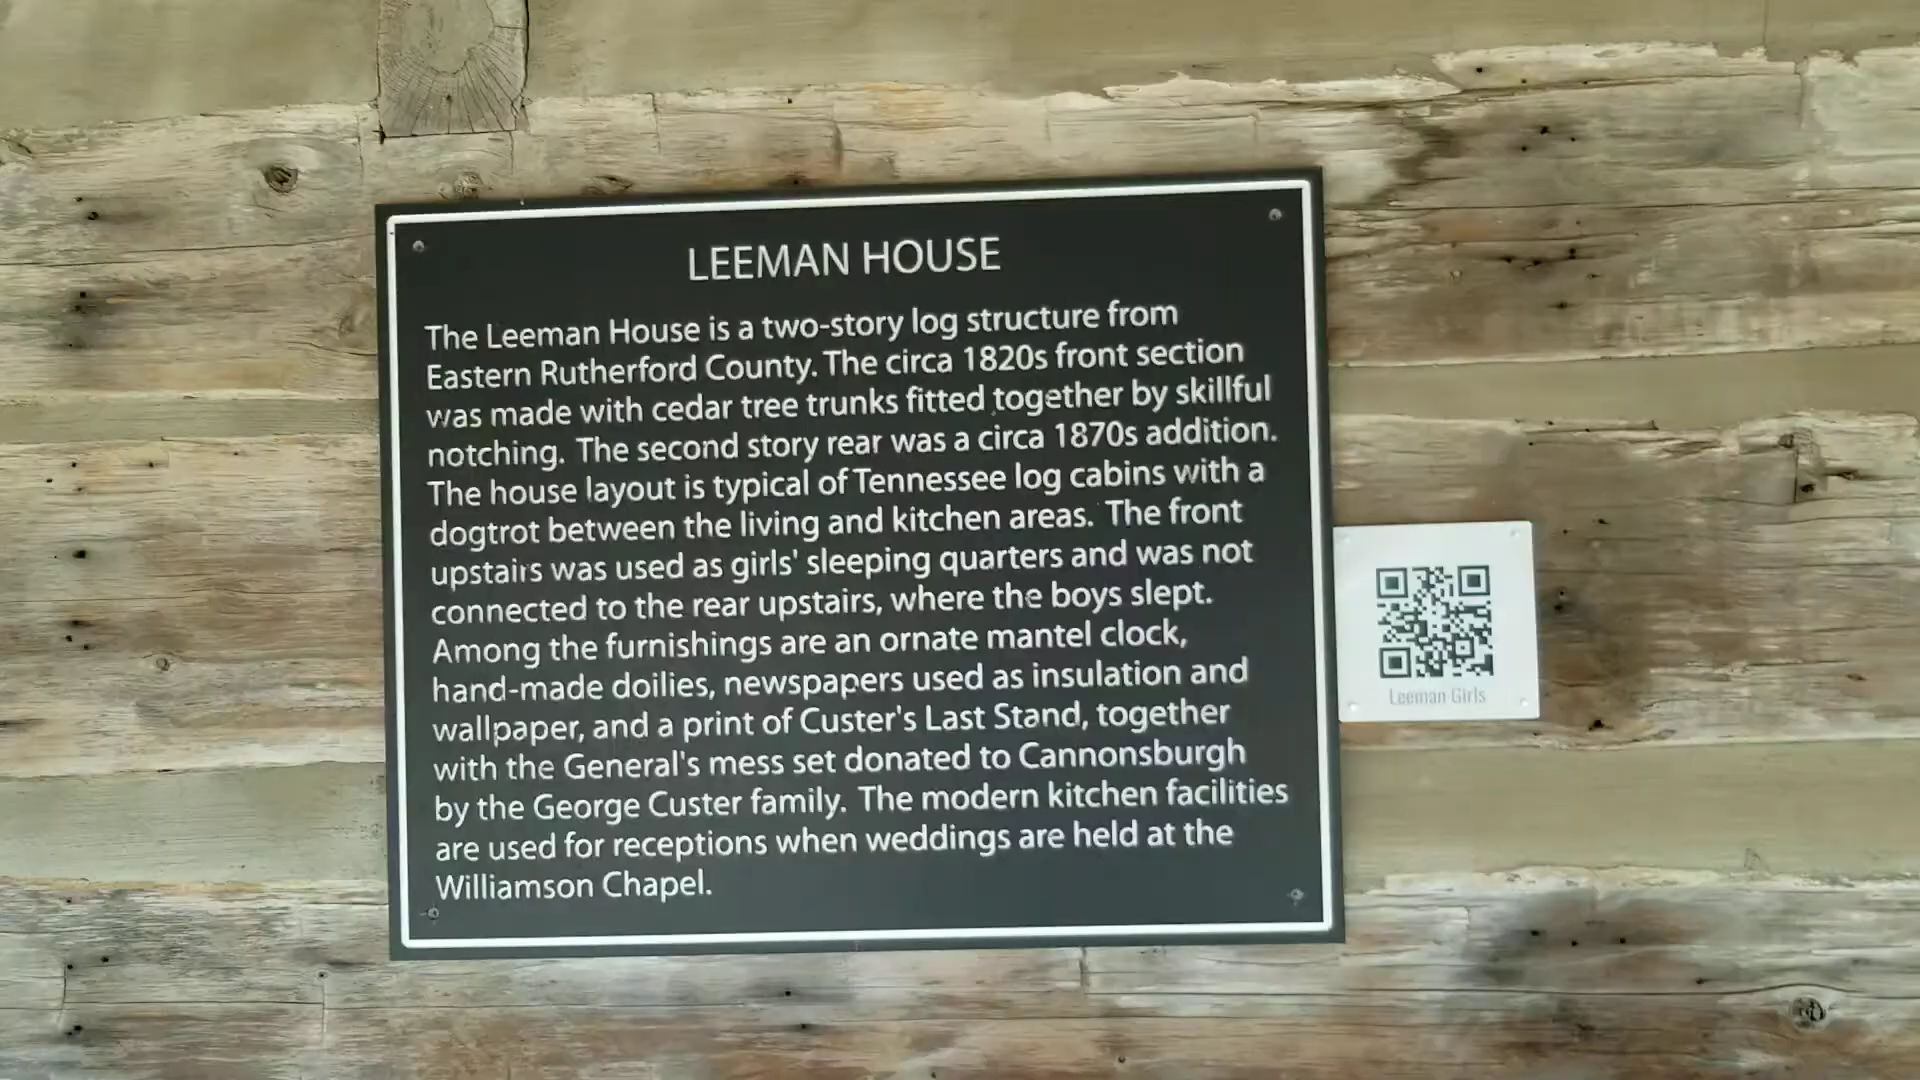 LEEMAN HOUSE
The Leeman House is a two-story log structure from
Eastern Rutherford County. The circa 1820s front section
was made with cedar tree trunks fitted together by skillful
notching. The second story rear was a circa 1870s addition.
The house layout is typical of Tennessee log cabins with a
dogtrot between the living and kitchen areas. The front
upstairs was used as girls' sleeping quarters and was not
connected to the rear upstairs, where the boys slept.
Among the furnishings are an ornate mantel clock,
hand-made doilies, newspapers used as insulation and
wallpaper, and a print of Custer's Last Stand, together
with the General's mess set donated to Cannonsburgh
by the George Custer family. The modern kitchen facilities
are used for receptions when weddings are held at the
Williamson Chapel.
Leeman Girls